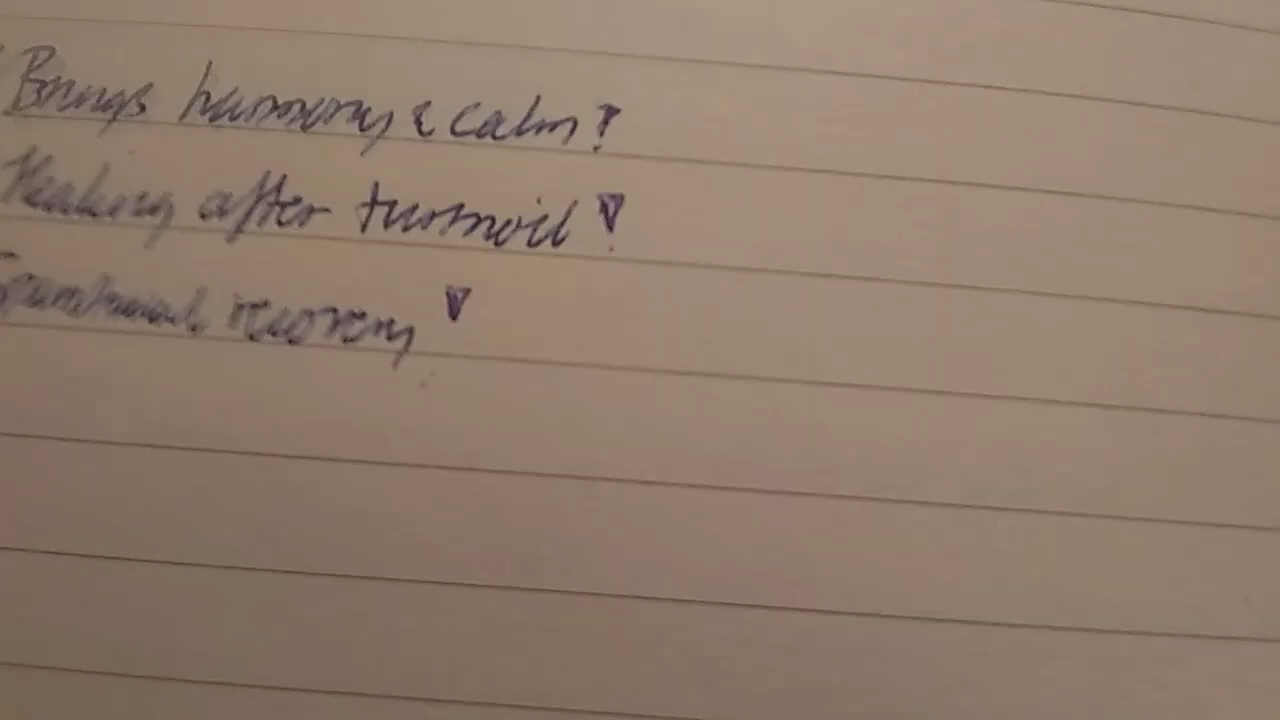 Brings harmony & calm!
Healing after turmoil !
recovery !